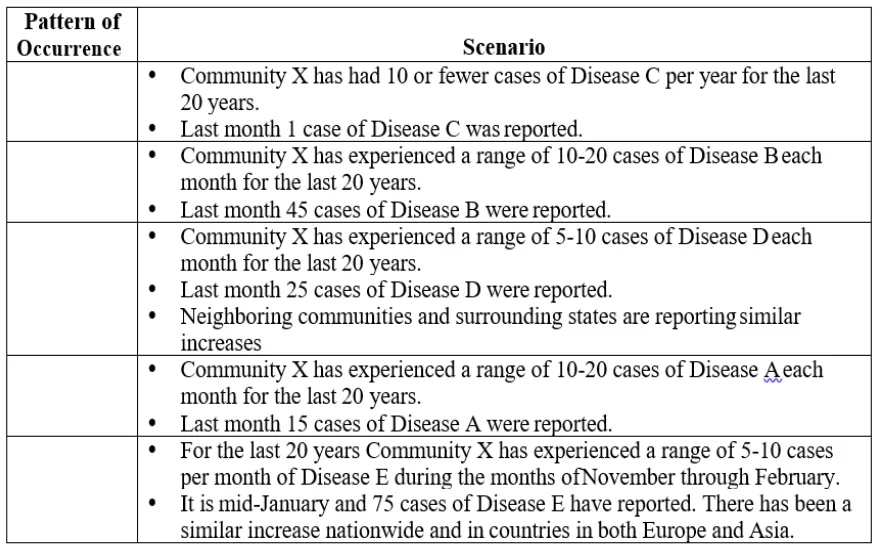 Pattern of
Occurrence
Scenario
• Community X has had 10 or fewer cases of Disease C per year for the last
20 years.
• Last month 1 case of Disease C was reported.
• Community X has experienced a range of 10-20 cases of Disease B each
month for the last 20 years.
• Last month 45 cases of Disease B were reported.
• Community X has experienced a range of 5-10 cases of Disease D each
month for the last 20 years.
• Last month 25 cases of Disease D were reported.
• Neighboring communities and surrounding states are reporting similar
increases
• Community X has experienced a range of 10-20 cases of Disease A each
month for the last 20 years.
• Last month 15 cases of Disease A were reported.
• For the last 20 years Community X has experienced a range of 5-10 cases
per month of Disease E during the months of November through February.
• It is mid-January and 75 cases of Disease E have reported. There has been a
similar increase nationwide and in countries in both Europe and Asia.